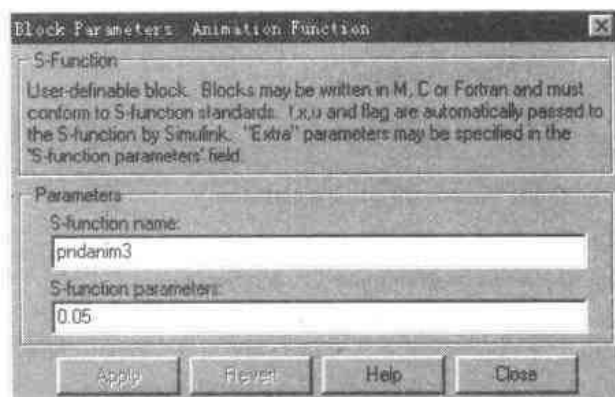 Block Parameters  Animation Function
S-Function
User-definable block. Blocks may be written in M, C or Fortran and must
conform to S-function standards. t,x,u and flag are automatically passed to
the S-function by Simulink. "Extra" parameters may be specified in the
'S-function parameters' field.
Parameters
S-function name:
pndanim3
S-function parameters:
0.05
Apply
Revert
Help
Close